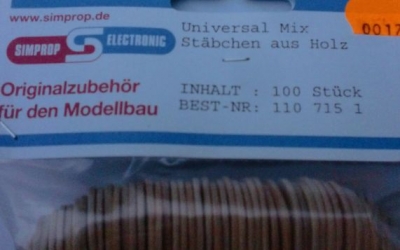 www.simprop.de
SIMPROP ELECTRONIC
Originalzubehör
für den Modellbau
Universal Mix
Stäbchen aus Holz
INHALT : 100 Stück
BEST-NR: 110 715 1